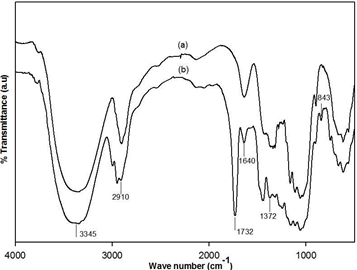 (a)
(b)
843
1640
2910
1372
3345
1732
% Transmittance (a.u)
4000 3000 2000 1000
Wave number (cm-1)